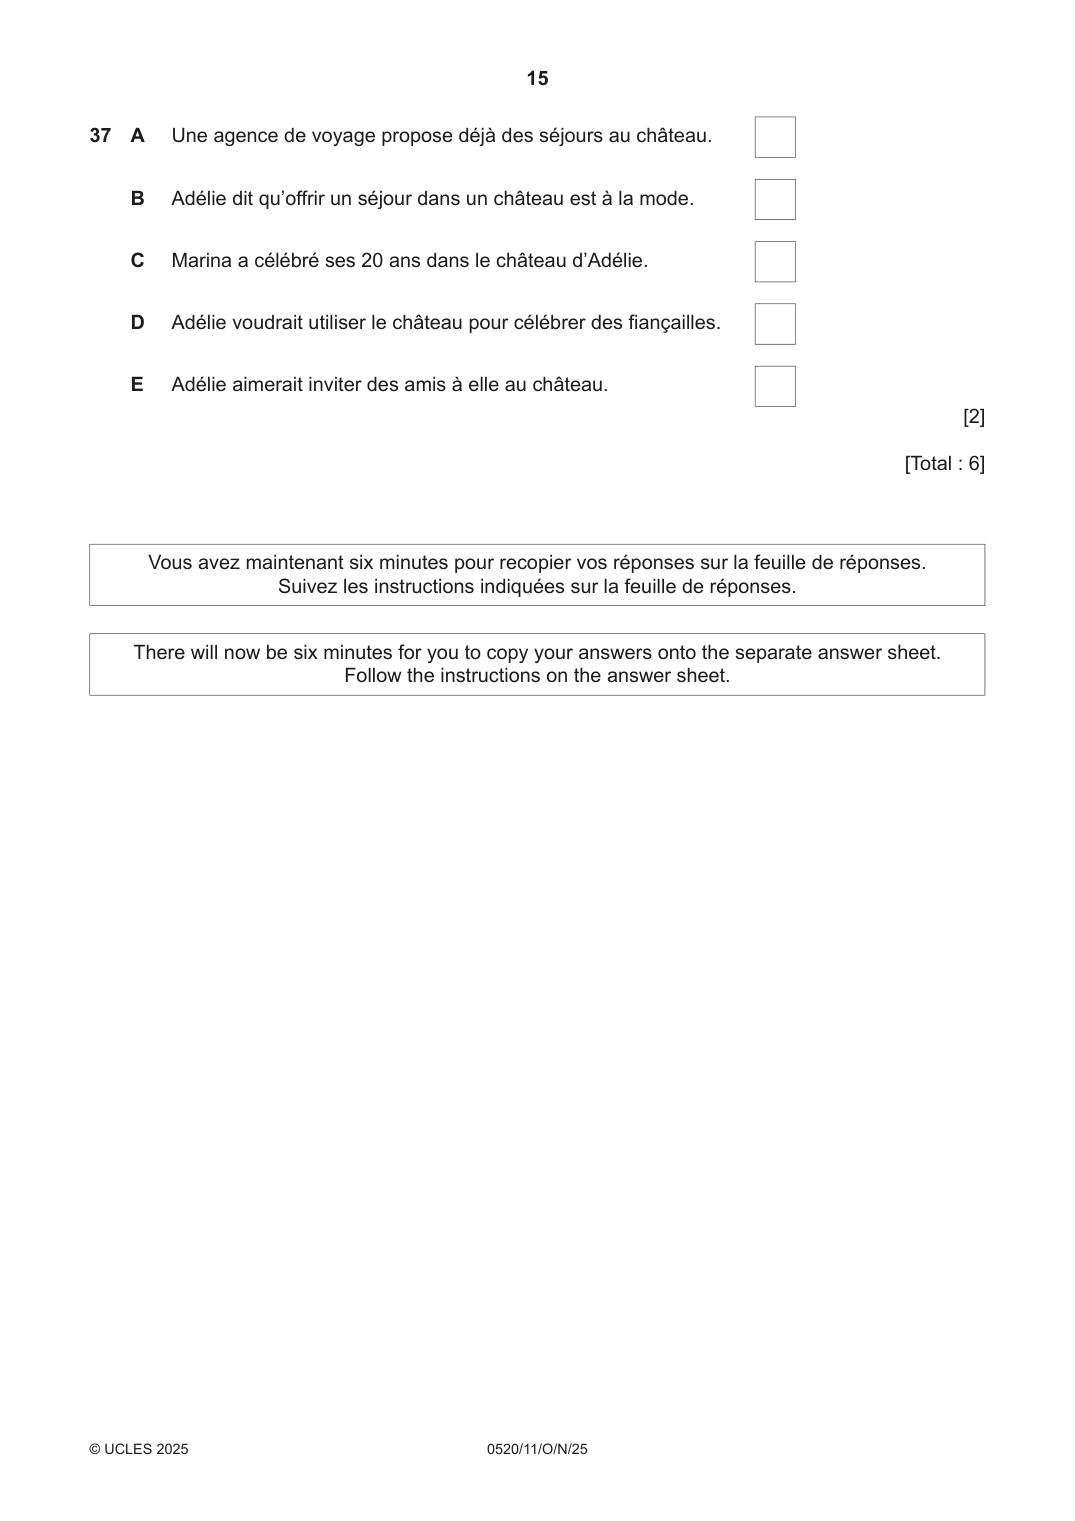 15
37 A Une agence de voyage propose déjà des séjours au château.
B Adélie dit qu’offrir un séjour dans un château est à la mode.
C Marina a célébré ses 20 ans dans le château d’Adélie.
D Adélie voudrait utiliser le château pour célébrer des fiançailles.
E Adélie aimerait inviter des amis à elle au château.
[2]
[Total : 6]
Vous avez maintenant six minutes pour recopier vos réponses sur la feuille de réponses.
Suivez les instructions indiquées sur la feuille de réponses.
There will now be six minutes for you to copy your answers onto the separate answer sheet.
Follow the instructions on the answer sheet.
© UCLES 2025 0520/11/O/N/25